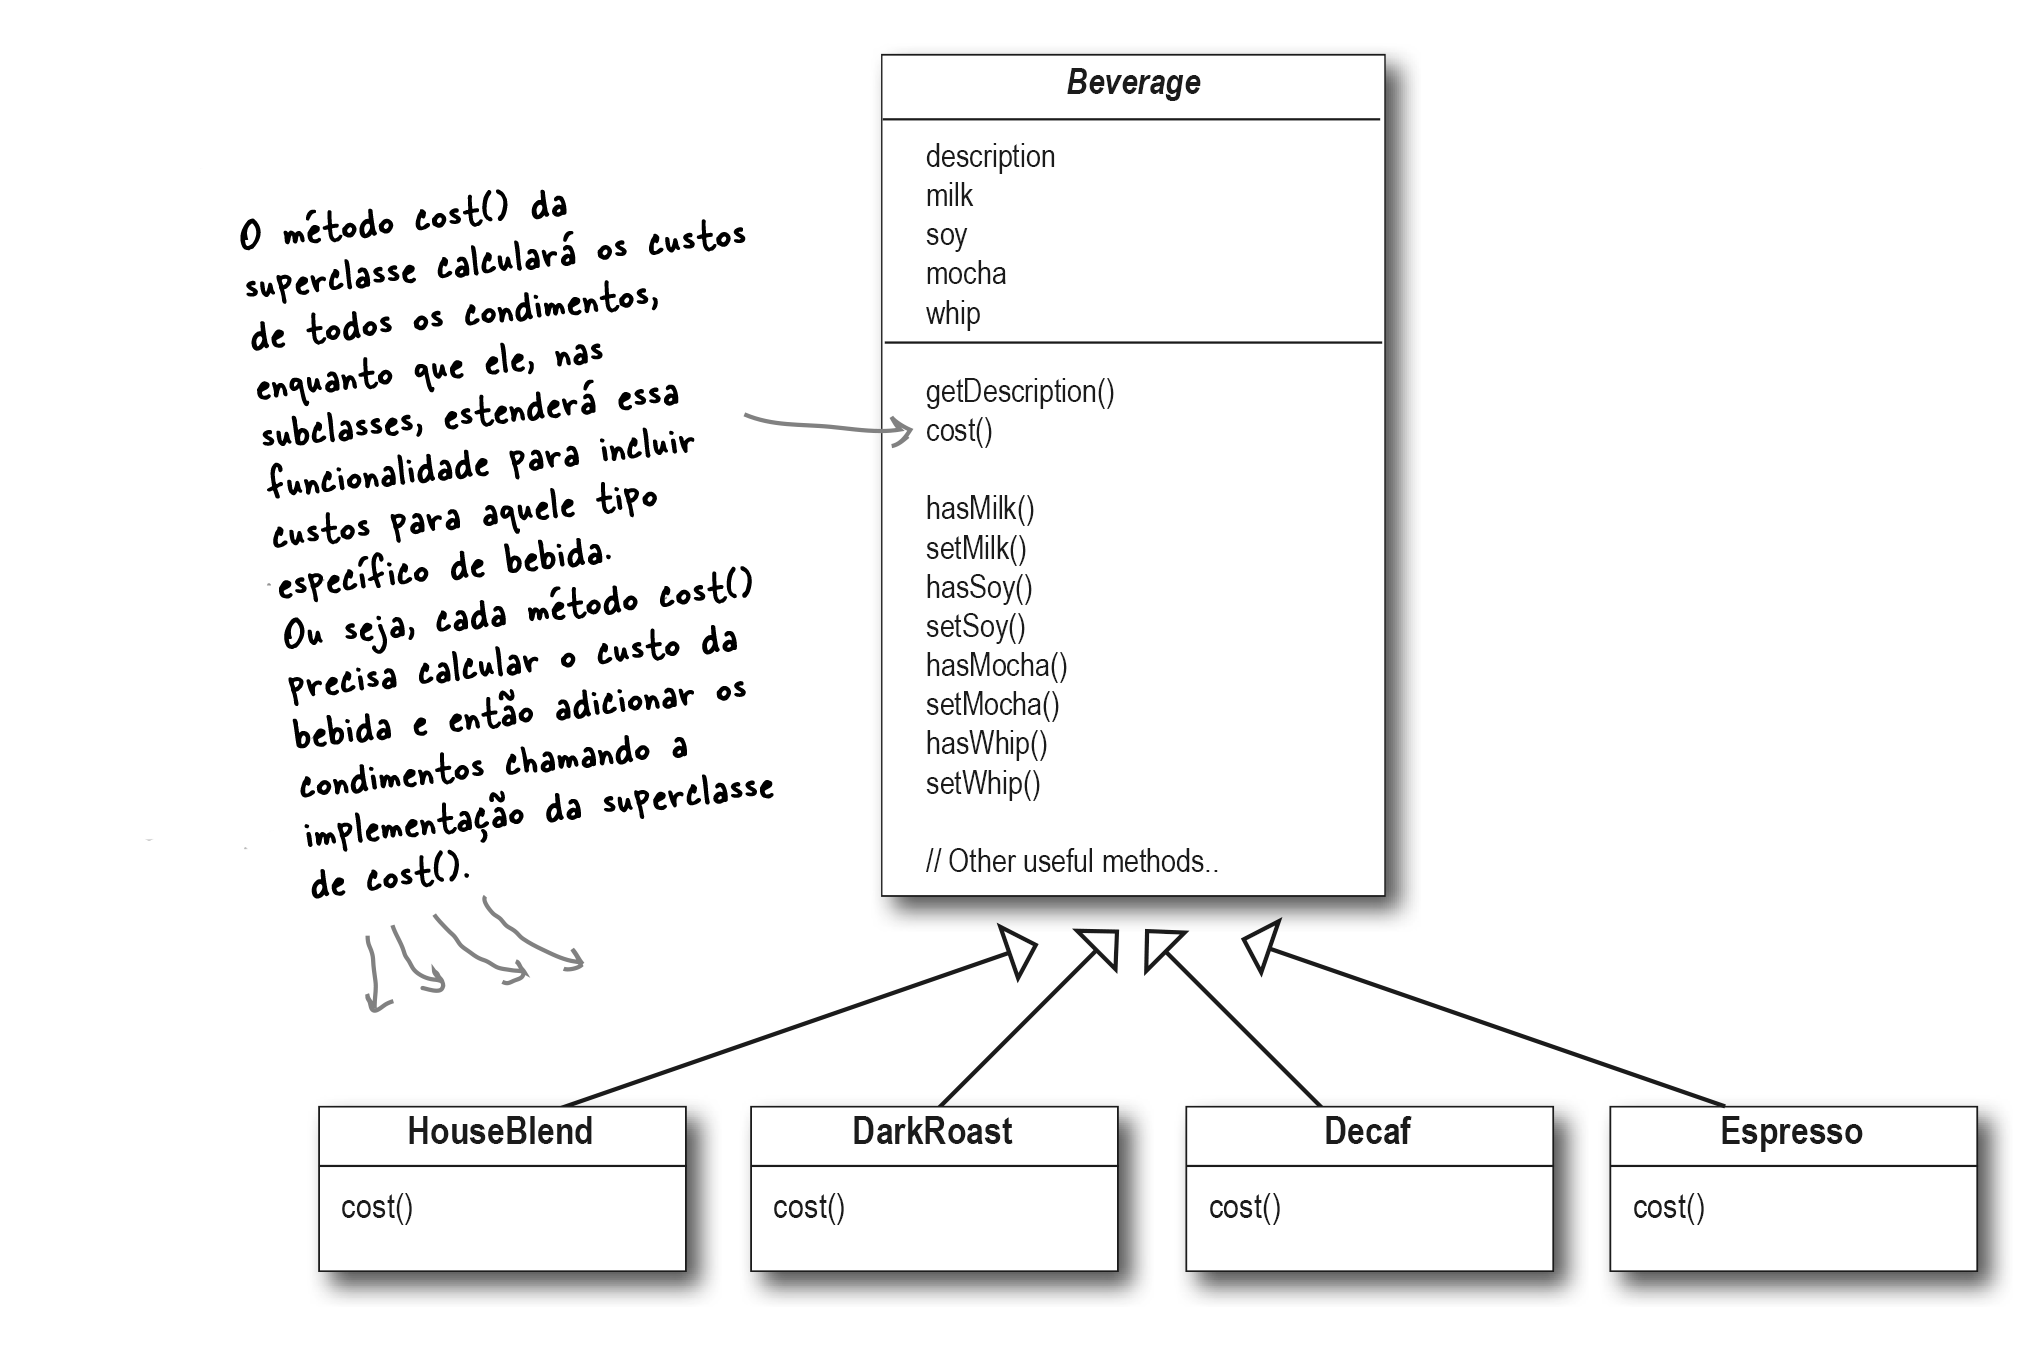 O método cost() da
superclasse calculará os custos
de todos os condimentos,
enquanto que ele, nas
subclasses, estenderá essa
funcionalidade para incluir
custos para aquele tipo
específico de bebida.
Ou seja, cada método cost()
precisa calcular o custo da
bebida e então adicionar os
condimentos chamando a
implementação da superclasse
de cost().
Beverage
description
milk
soy
mocha
whip
getDescription()
cost()
hasMilk()
setMilk()
hasSoy()
setSoy()
hasMocha()
setMocha()
hasWhip()
setWhip()
// Other useful methods..
HouseBlend
cost()
DarkRoast
cost()
Decaf
cost()
Espresso
cost()